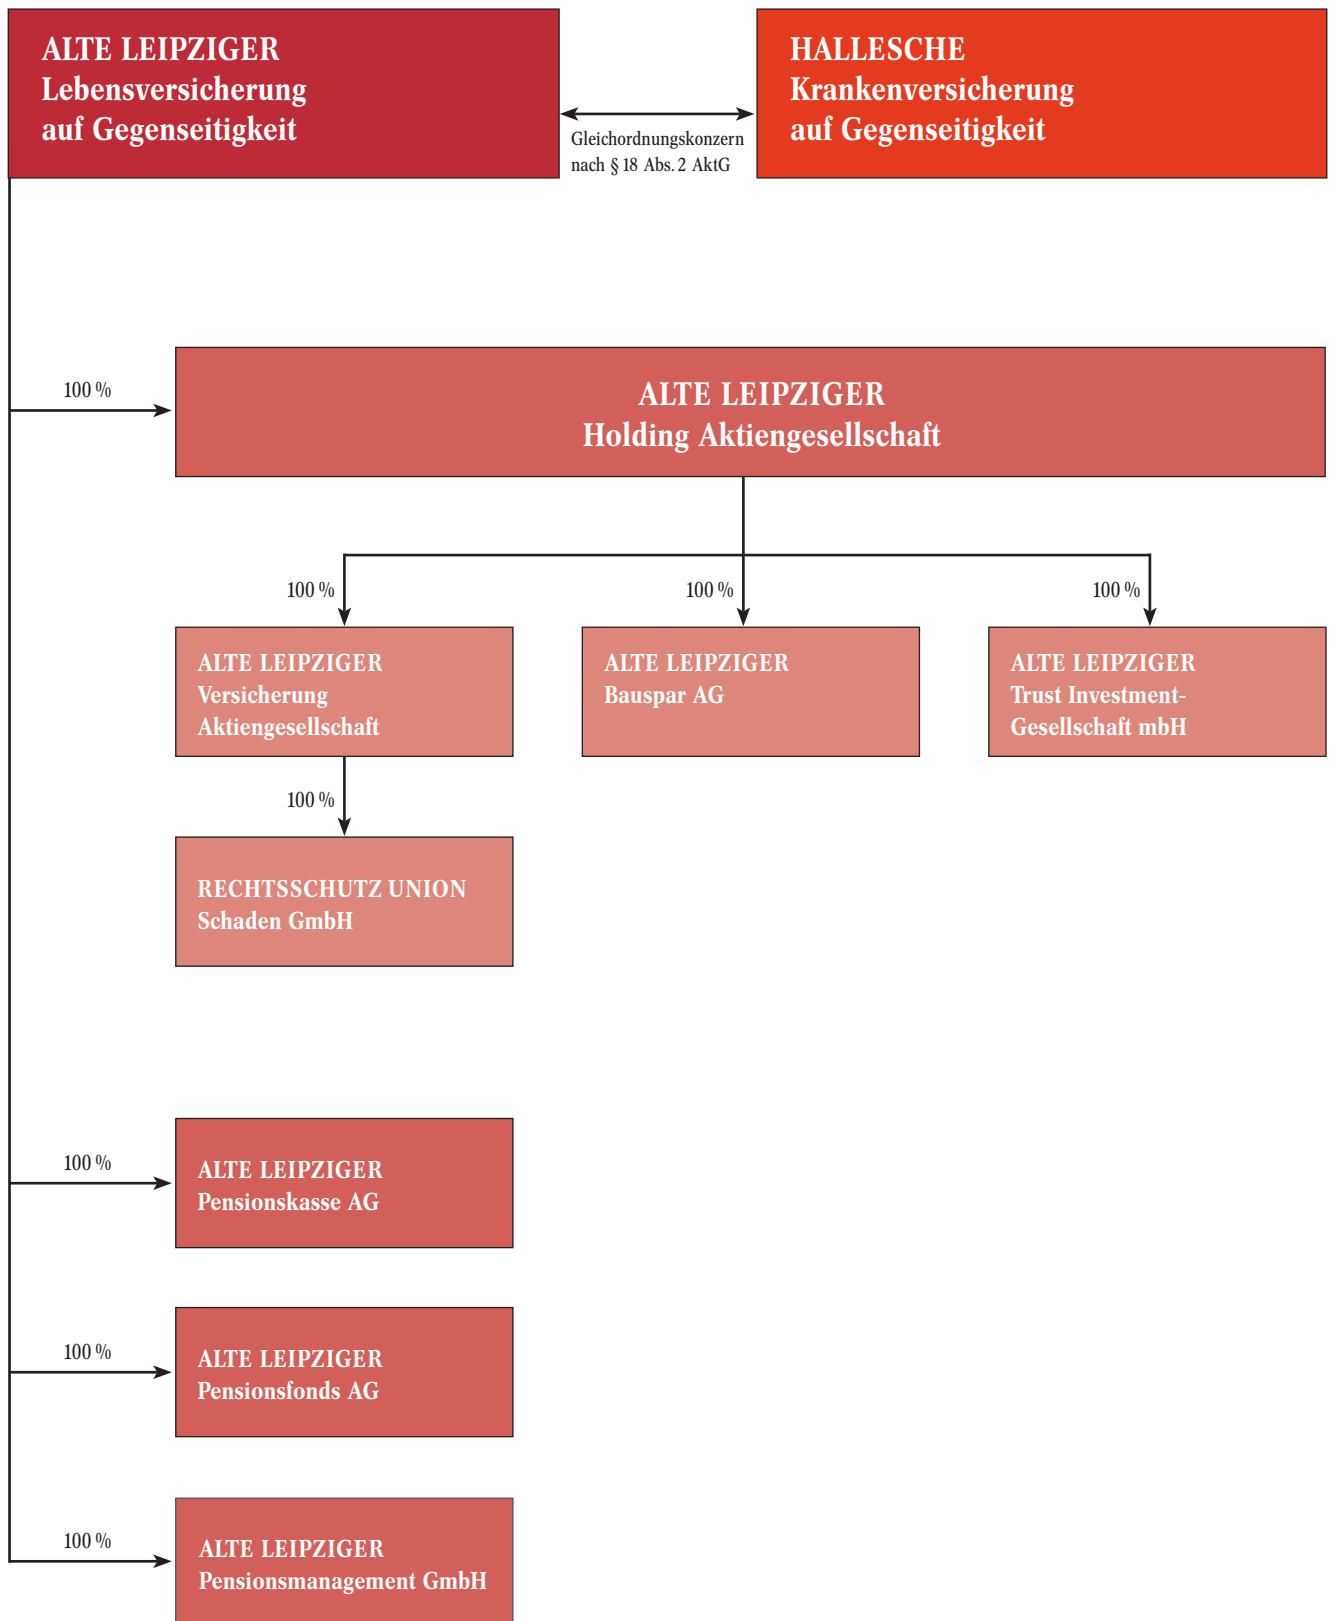 ALTE LEIPZIGER
Lebensversicherung
auf Gegenseitigkeit
Gleichordnungskonzern
nach § 18 Abs. 2 AktG
HALLESCHE
Krankenversicherung
auf Gegenseitigkeit
100 %
ALTE LEIPZIGER
Holding Aktiengesellschaft
100 %
100 %
100 %
ALTE LEIPZIGER
Versicherung
Aktiengesellschaft
ALTE LEIPZIGER
Bauspar AG
ALTE LEIPZIGER
Trust Investment-
Gesellschaft mbH
100 %
RECHTSSCHUTZ UNION
Schaden GmbH
100 %
ALTE LEIPZIGER
Pensionskasse AG
100 %
ALTE LEIPZIGER
Pensionsfonds AG
100 %
ALTE LEIPZIGER
Pensionsmanagement GmbH